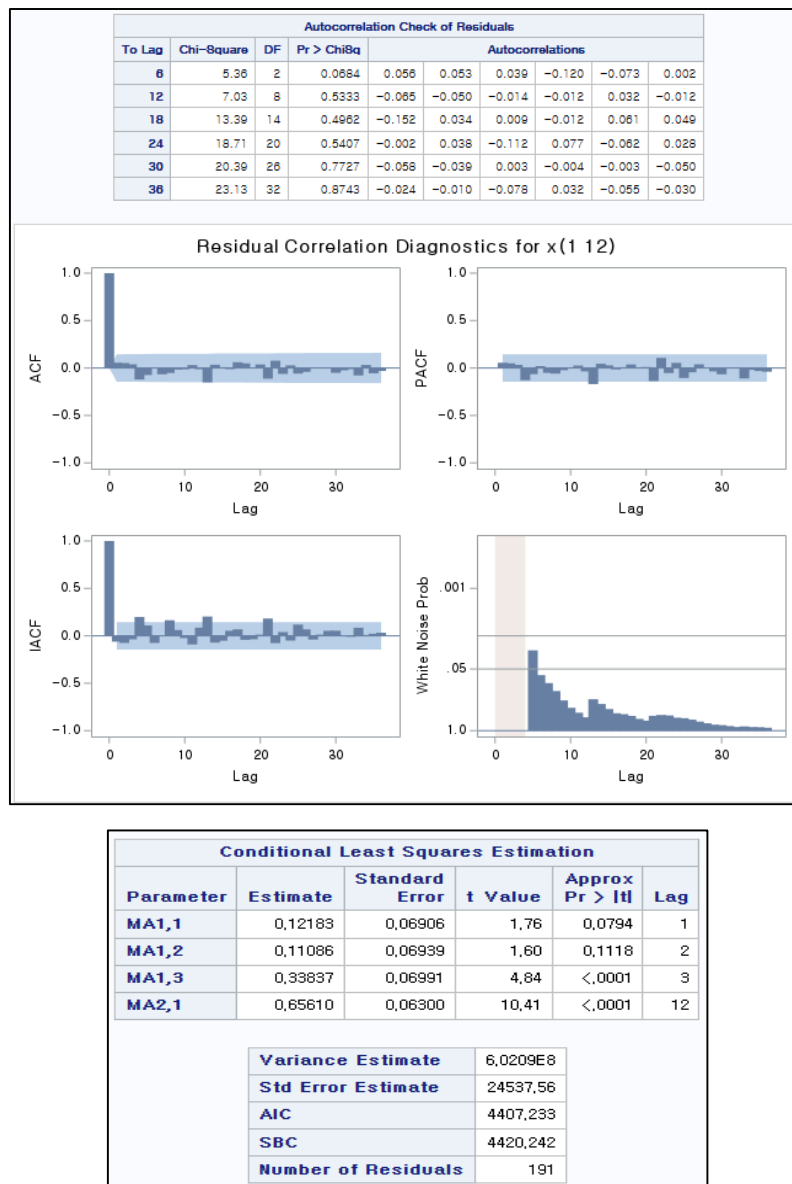 Autocorrelation Check of Residuals
To Lag Chi-Square DF Pr > ChiSq Autocorrelations
6 5.36 2 0.0684 0.056 0.053 0.039 -0.120 -0.073 0.002
12 7.03 8 0.5333 -0.065 -0.050 -0.014 -0.012 0.032 -0.012
18 13.39 14 0.4962 -0.152 0.034 0.009 -0.012 0.061 0.049
24 18.71 20 0.5407 -0.002 0.038 -0.112 0.077 -0.062 0.028
30 20.39 26 0.7727 -0.058 -0.039 0.003 -0.004 -0.003 -0.050
36 23.13 32 0.8743 -0.024 -0.010 -0.078 0.032 -0.055 -0.030
Residual Correlation Diagnostics for x(1 12)
1.0
0.5
0.0
-0.5
-1.0
ACF
0 10 20 30
Lag
1.0
0.5
0.0
-0.5
-1.0
PACF
0 10 20 30
Lag
1.0
0.5
0.0
-0.5
-1.0
IACF
0 10 20 30
Lag
.001
.05
1.0
White Noise Prob
0 10 20 30
Lag
Conditional Least Squares Estimation
Parameter Estimate Standard Error t Value Approx Pr > |t| Lag
MA1,1 0,12183 0,06906 1,76 0,0794 1
MA1,2 0,11086 0,06939 1,60 0,1118 2
MA1,3 0,33837 0,06991 4,84 <,0001 3
MA2,1 0,65610 0,06300 10,41 <,0001 12
Variance Estimate 6,0209E8
Std Error Estimate 24537,56
AIC 4407,233
SBC 4420,242
Number of Residuals 191